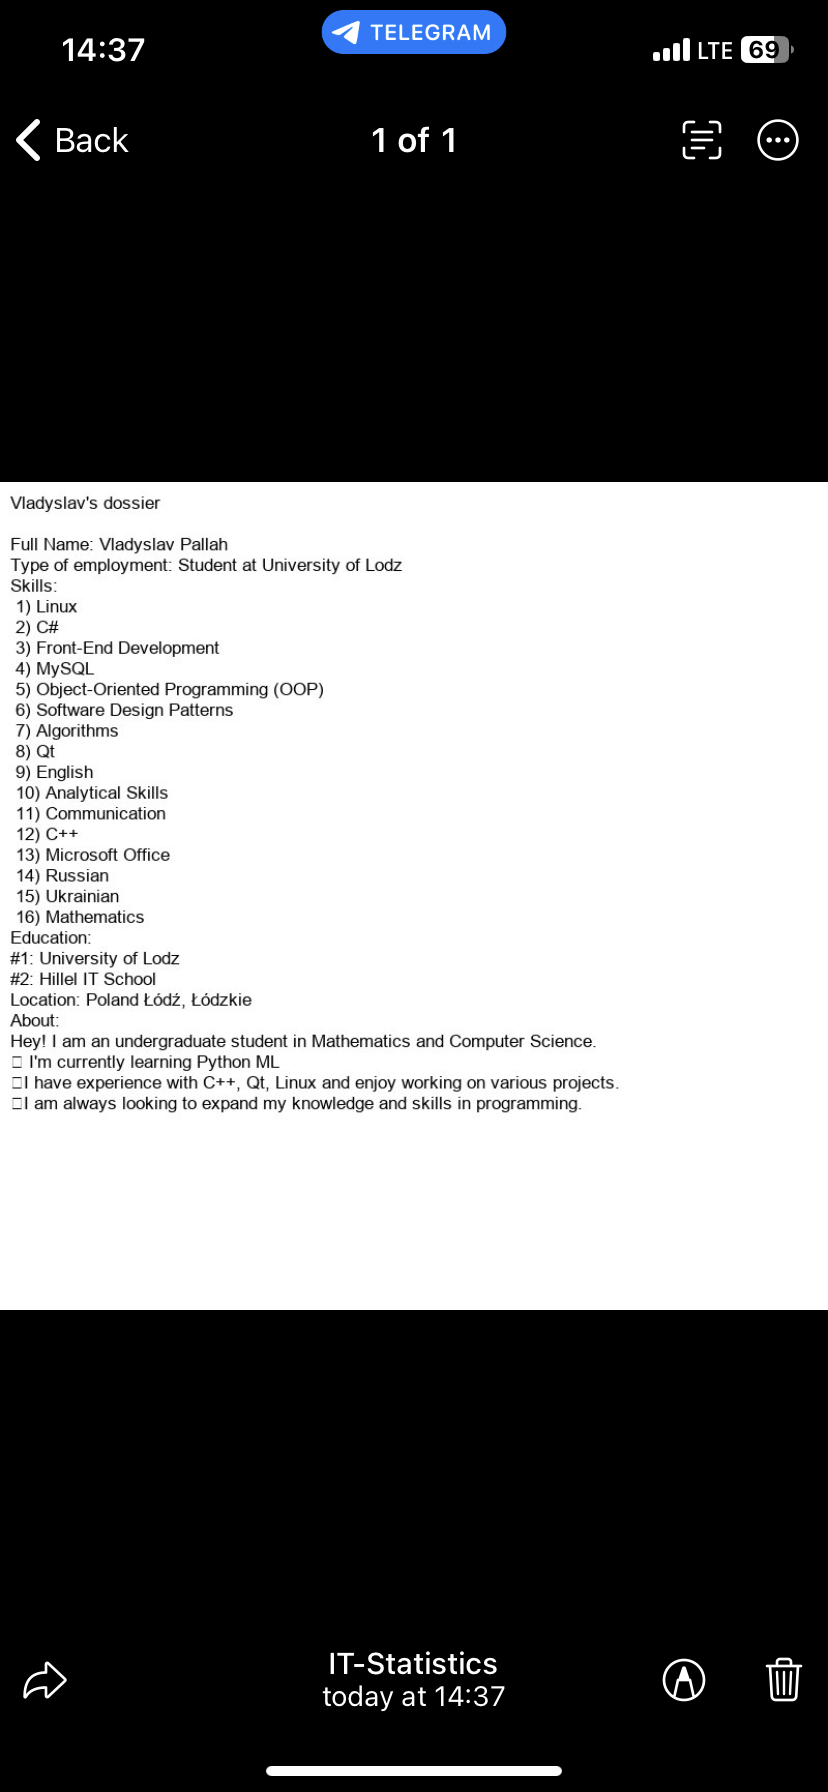 14:37
TELEGRAM
LTE
69
Back
1 of 1
Vladyslav's dossier
Full Name: Vladyslav Pallah
Type of employment: Student at University of Lodz
Skills:
1) Linux
2) C#
3) Front-End Development
4) MySQL
5) Object-Oriented Programming (OOP)
6) Software Design Patterns
7) Algorithms
8) Qt
9) English
10) Analytical Skills
11) Communication
12) C++
13) Microsoft Office
14) Russian
15) Ukrainian
16) Mathematics
Education:
#1: University of Lodz
#2: Hillel IT School
Location: Poland Łódź, Łódzkie
About:
Hey! I am an undergraduate student in Mathematics and Computer Science.
□ I'm currently learning Python ML
□I have experience with C++, Qt, Linux and enjoy working on various projects.
□I am always looking to expand my knowledge and skills in programming.
IT-Statistics
today at 14:37